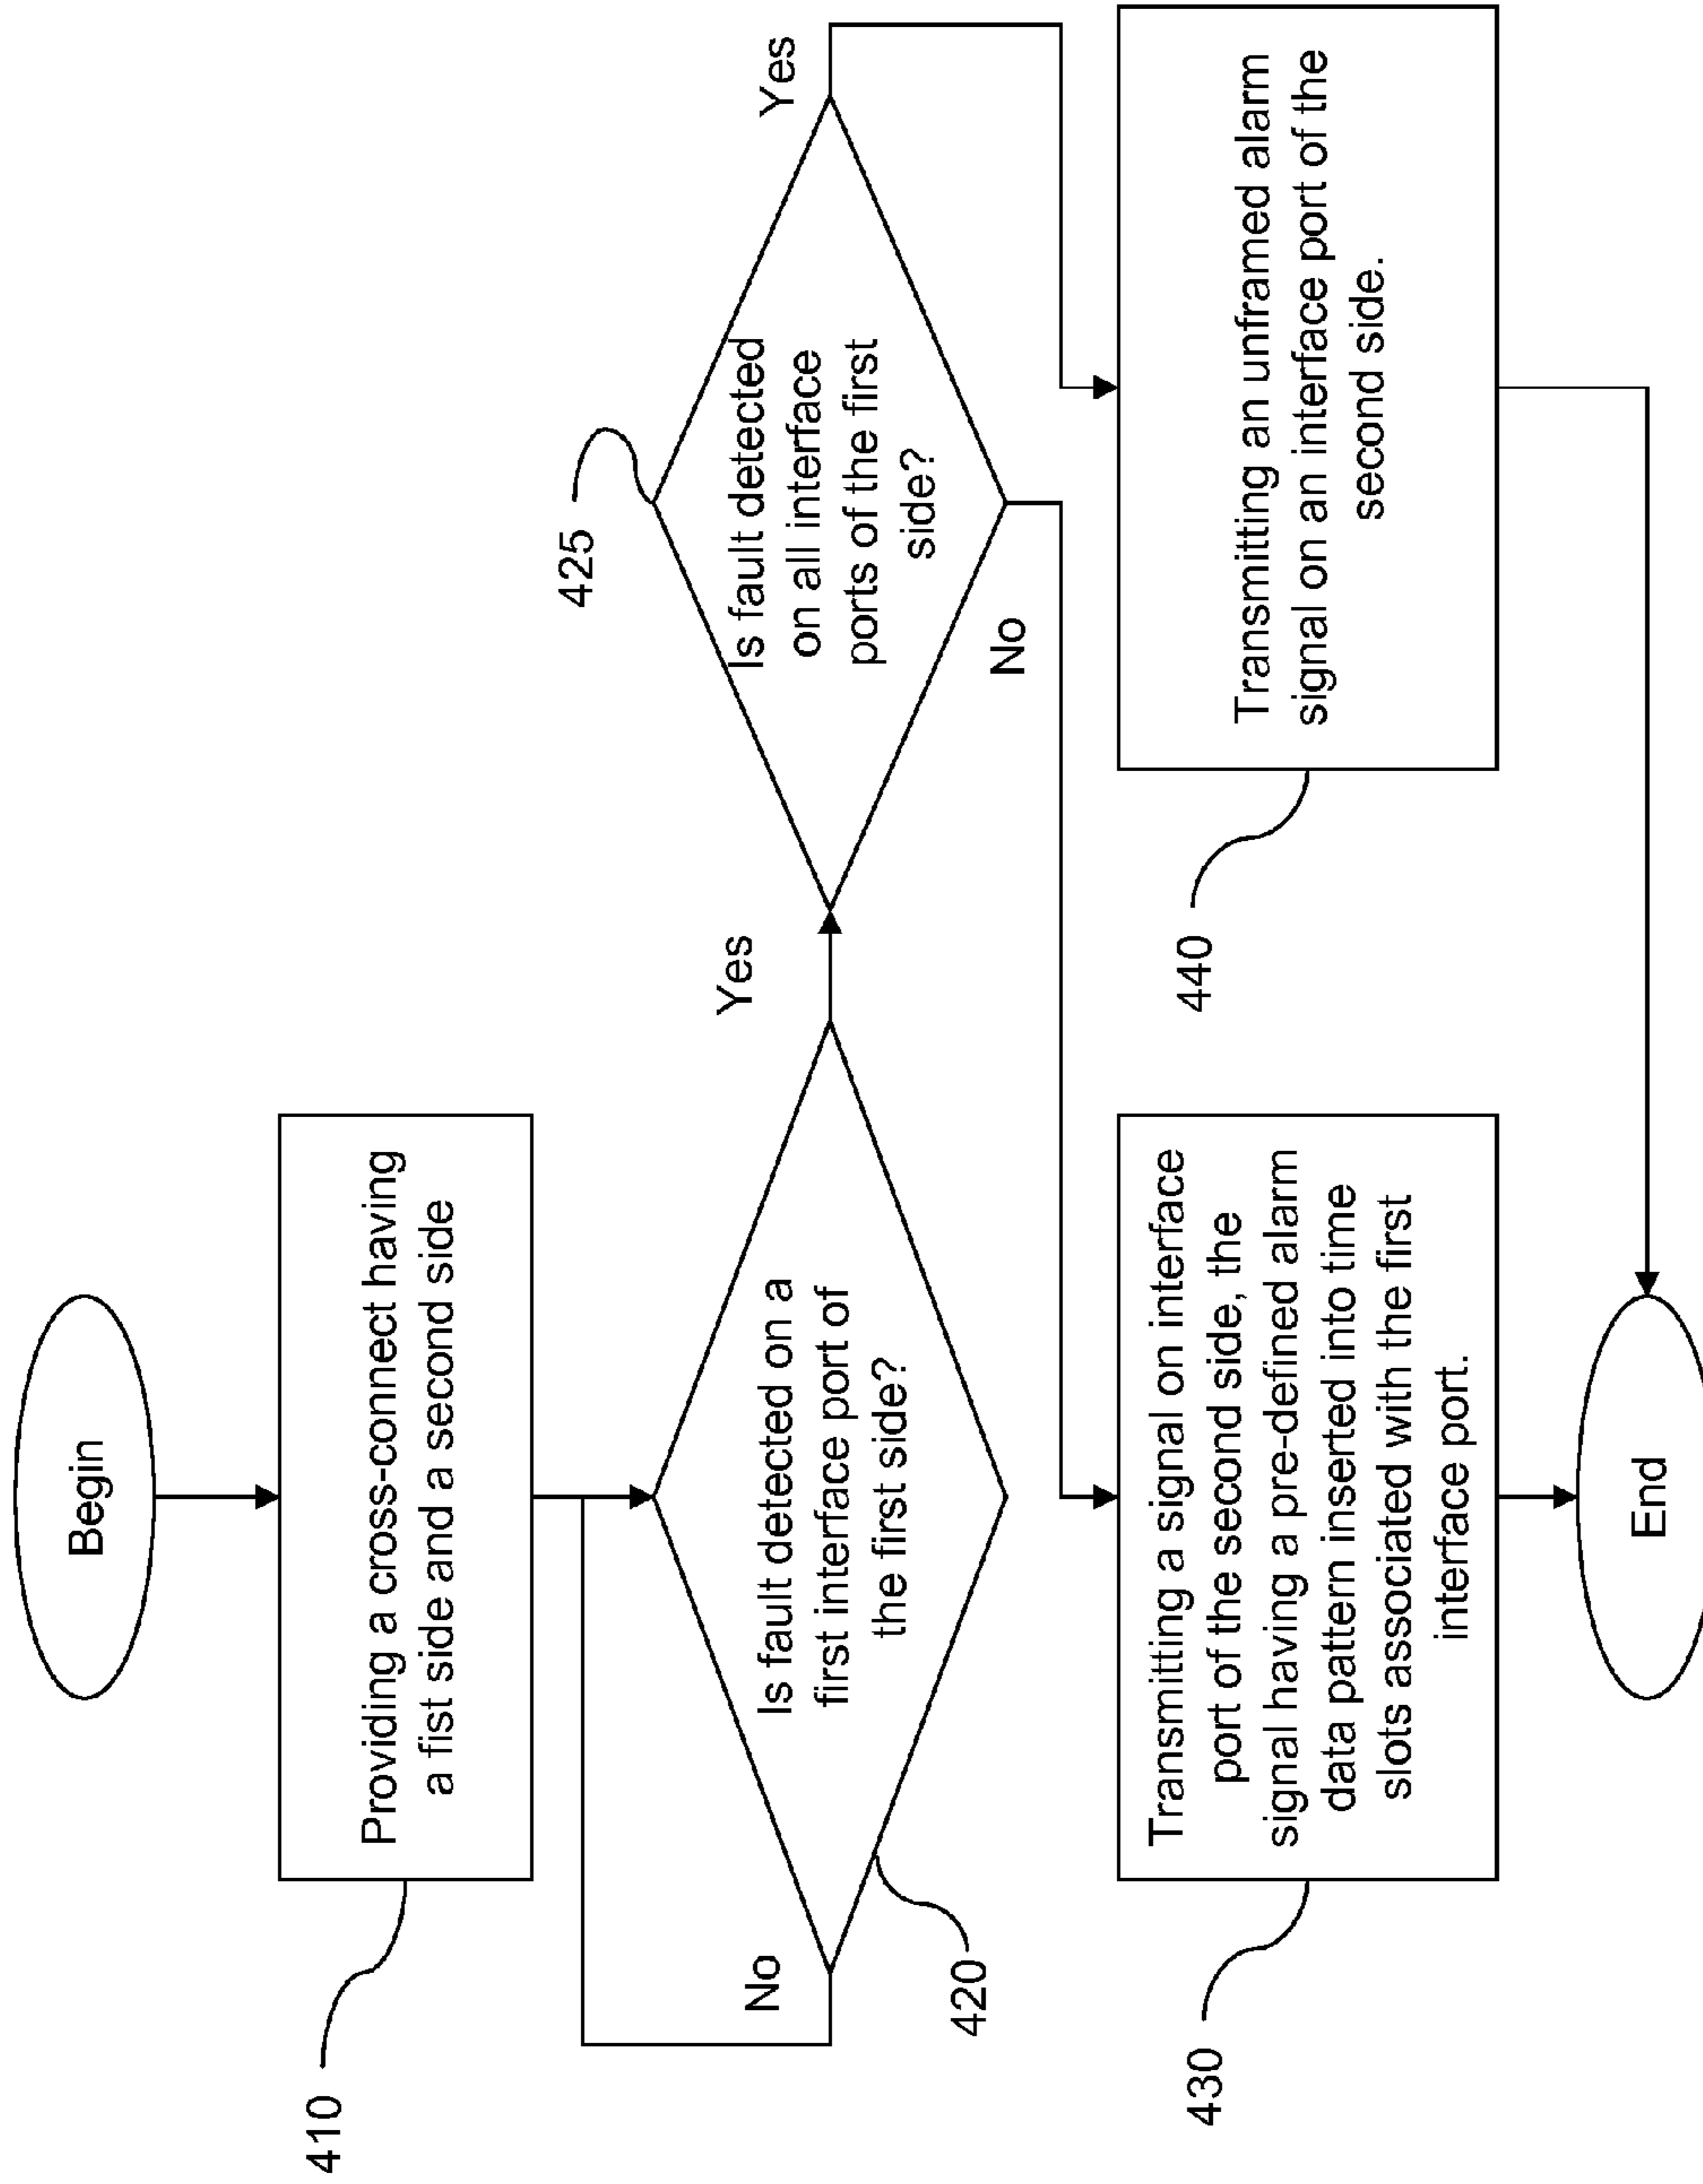 Begin
410
Providing a cross-connect having
a fist side and a second side
No
Is fault detected on a
first interface port of
the first side?
420
Yes
425
Is fault detected
on all interface
ports of the first
side?
Yes
No
430
Transmitting a signal on interface
port of the second side, the
signal having a pre-defined alarm
data pattern inserted into time
slots associated with the first
interface port.
440
Transmitting an unframed alarm
signal on an interface port of the
second side.
End